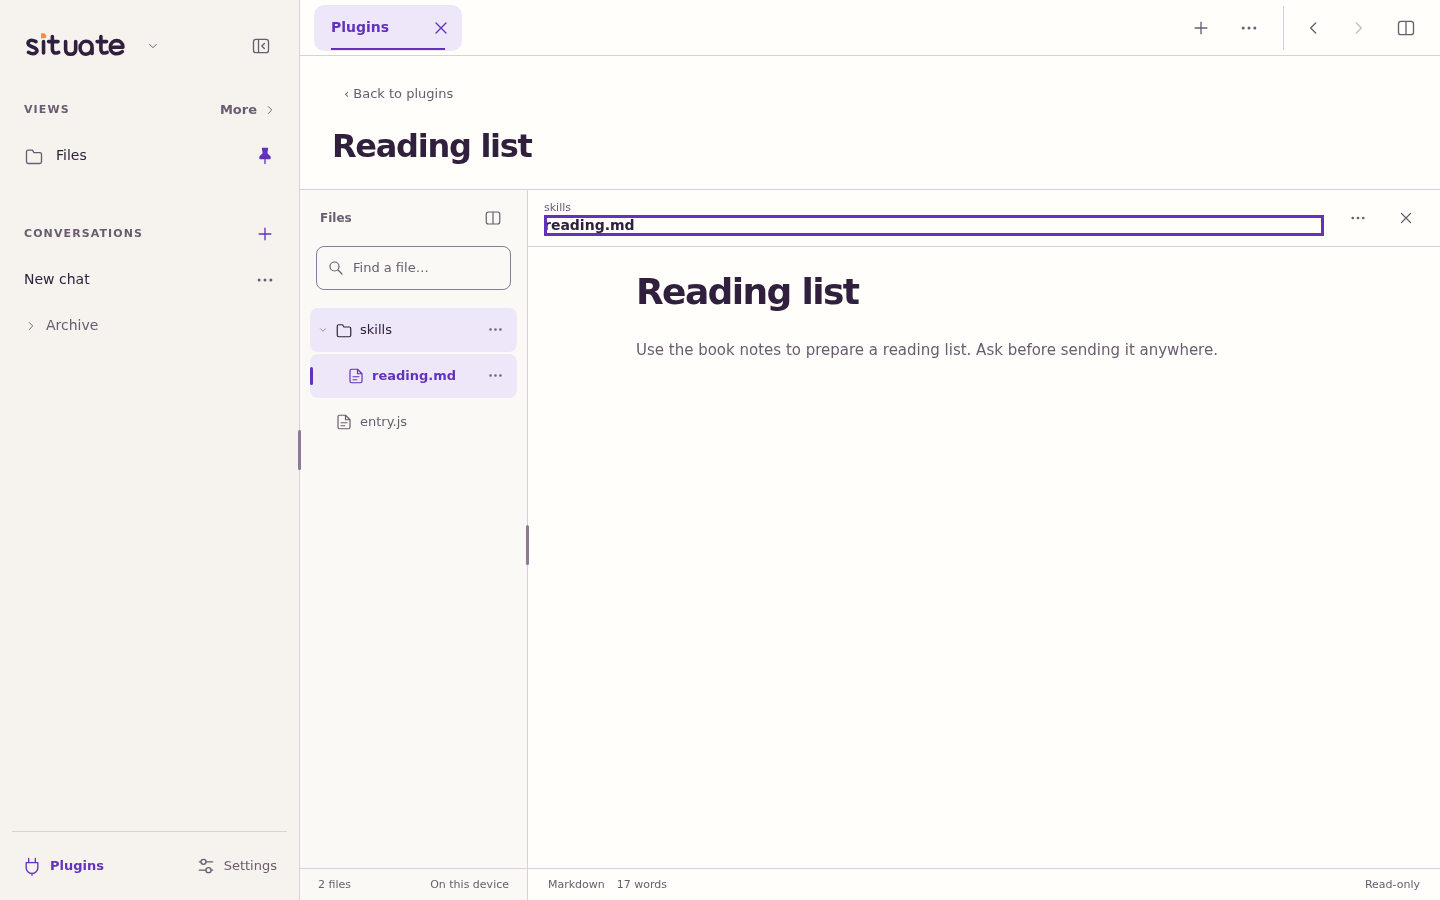 situate
VIEWS
More
Files
CONVERSATIONS
New chat
Archive
Plugins
Settings
Plugins
‹ Back to plugins
Reading list
Files
Find a file...
skills
reading.md
entry.js
2 files
On this device
skills
reading.md
Reading list
Use the book notes to prepare a reading list. Ask before sending it anywhere.
Markdown 17 words
Read-only